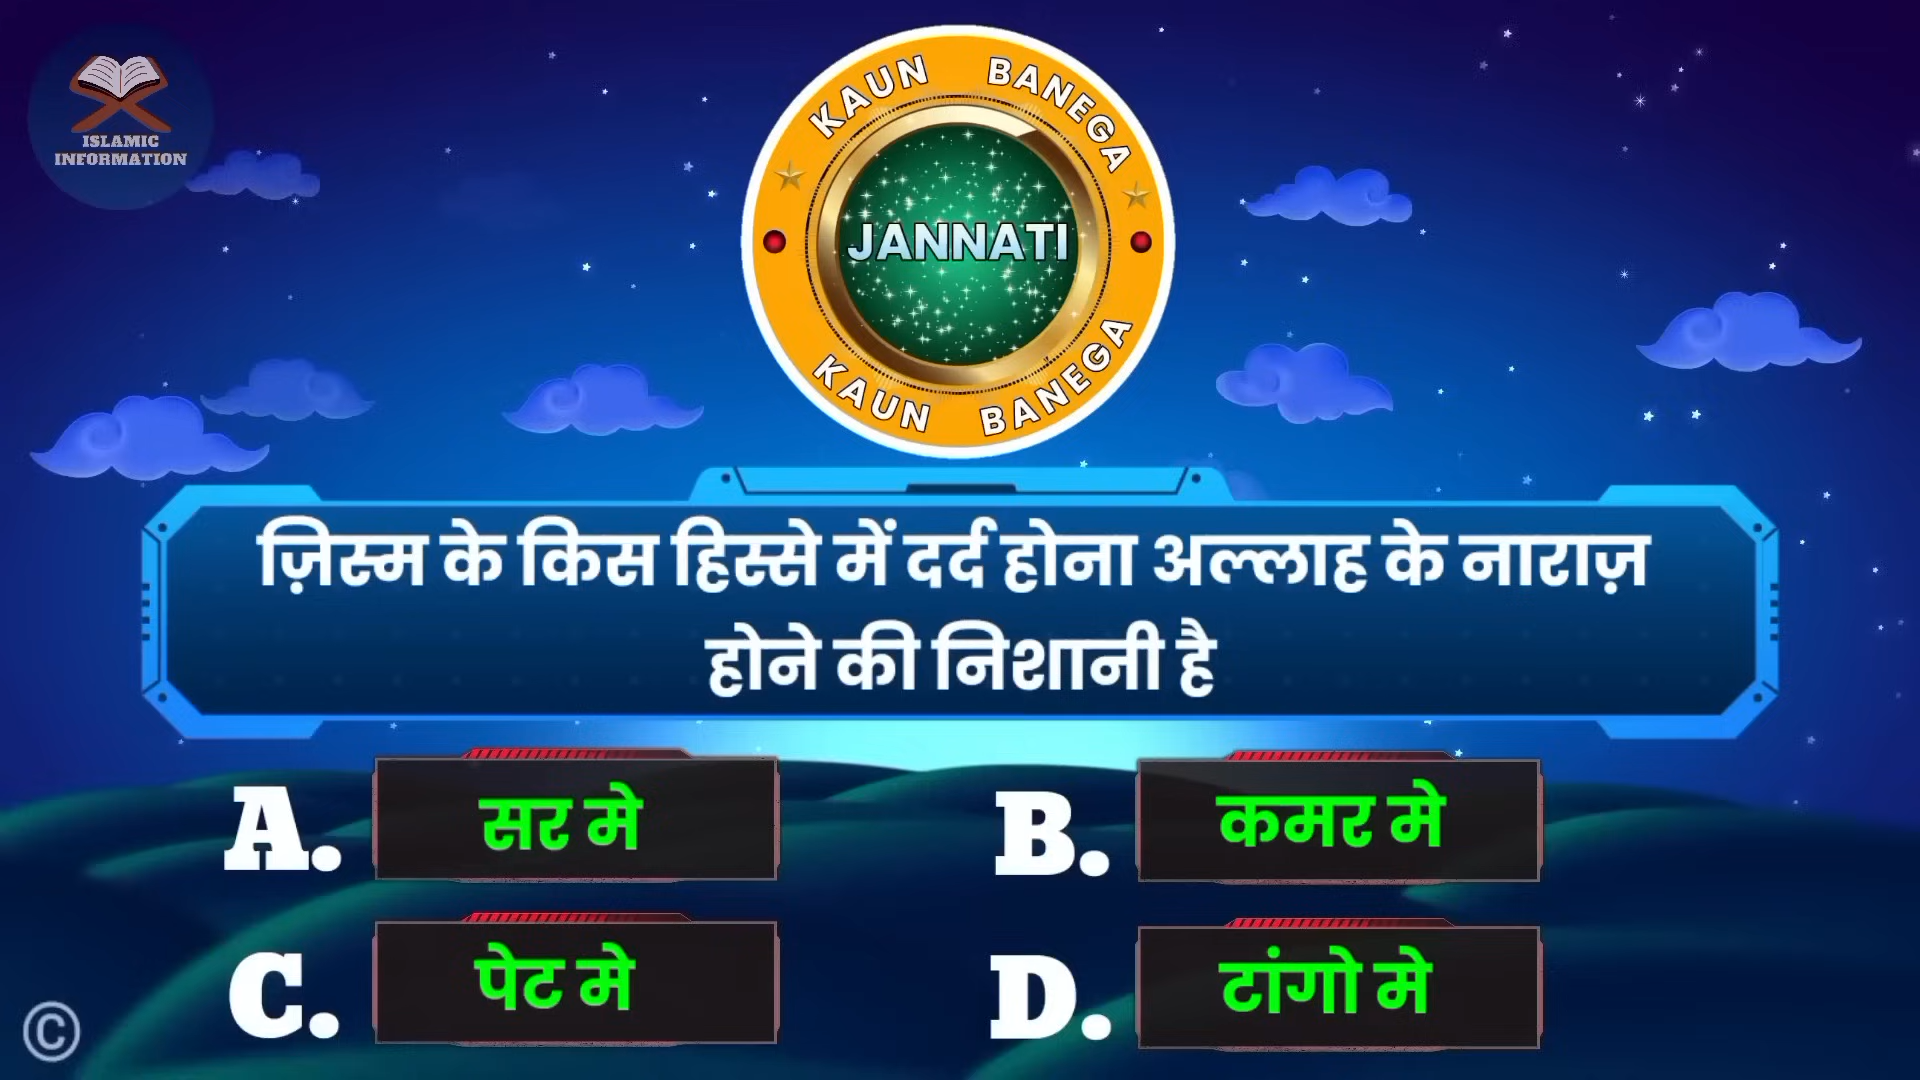 ISLAMIC
INFORMATION
KAUN BANEGA
JANNATI
KAUN BANEGA
ज़िस्म के किस हिस्से में दर्द होना अल्लाह के नाराज़
होने की निशानी है
A. सर मे
B. कमर मे
C. पेट मे
D. टांगो मे
©